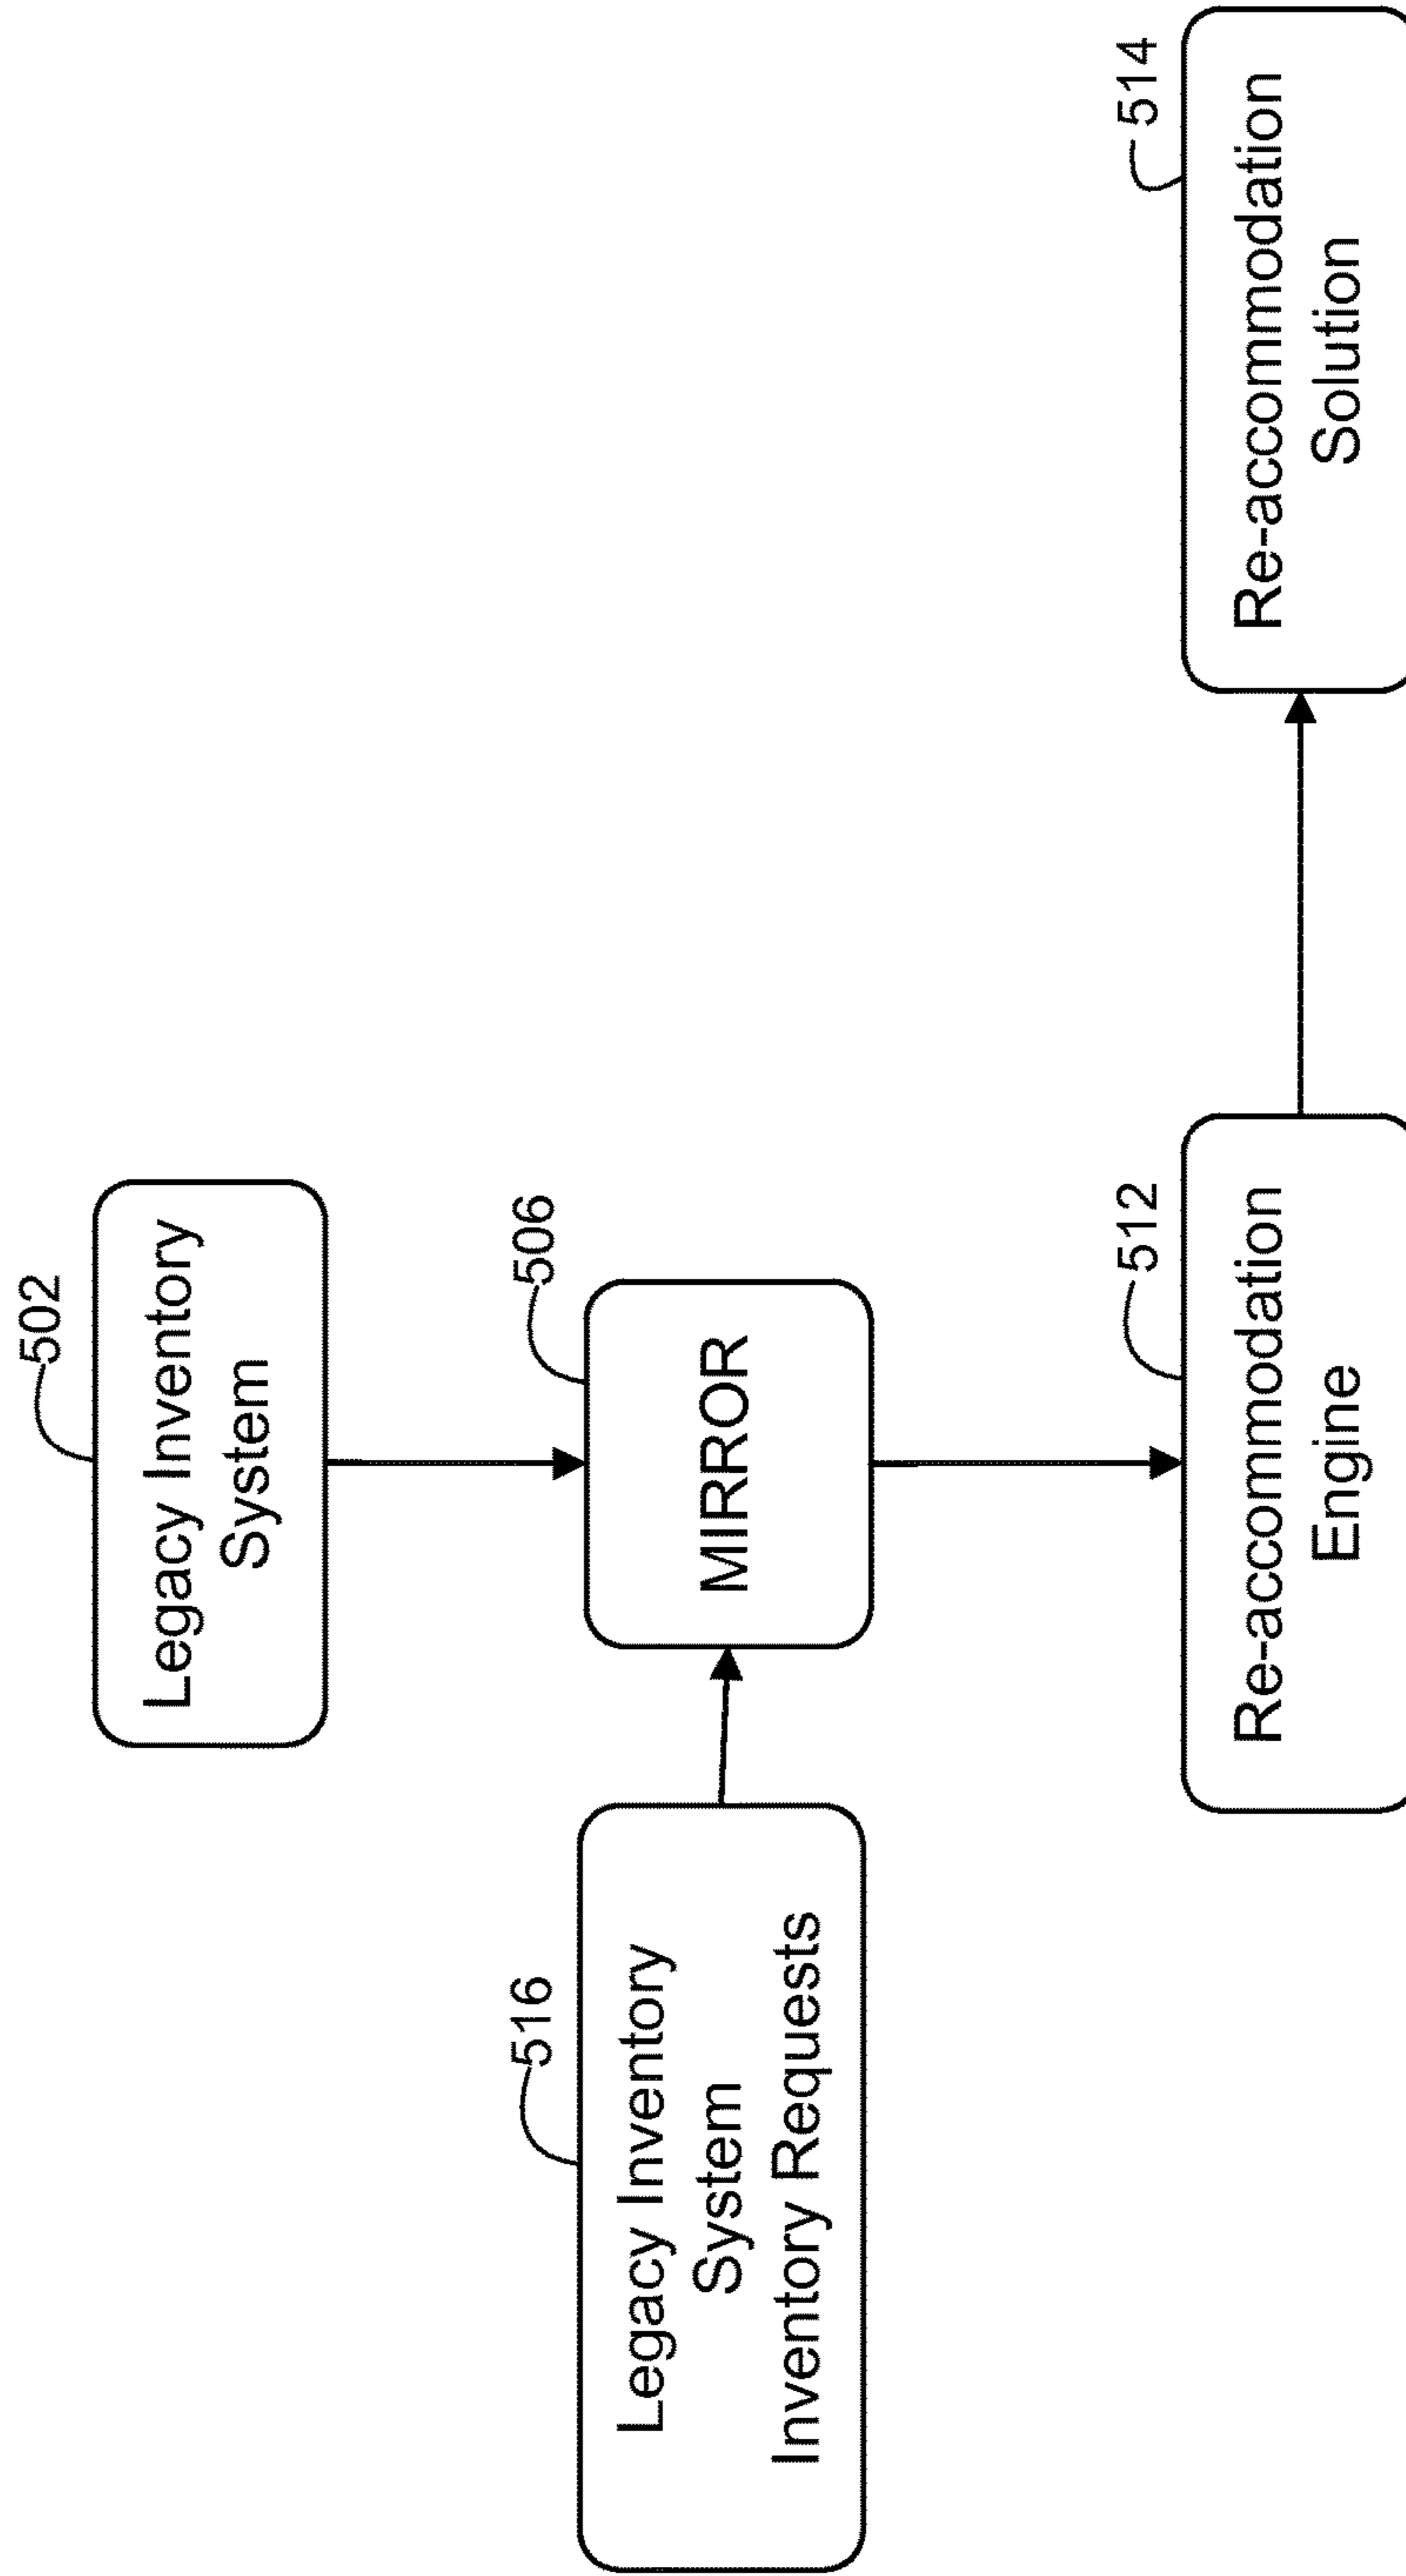 502
Legacy Inventory
System
516
Legacy Inventory
System
Inventory Requests
506
MIRROR
512
Re-accommodation
Engine
514
Re-accommodation
Solution